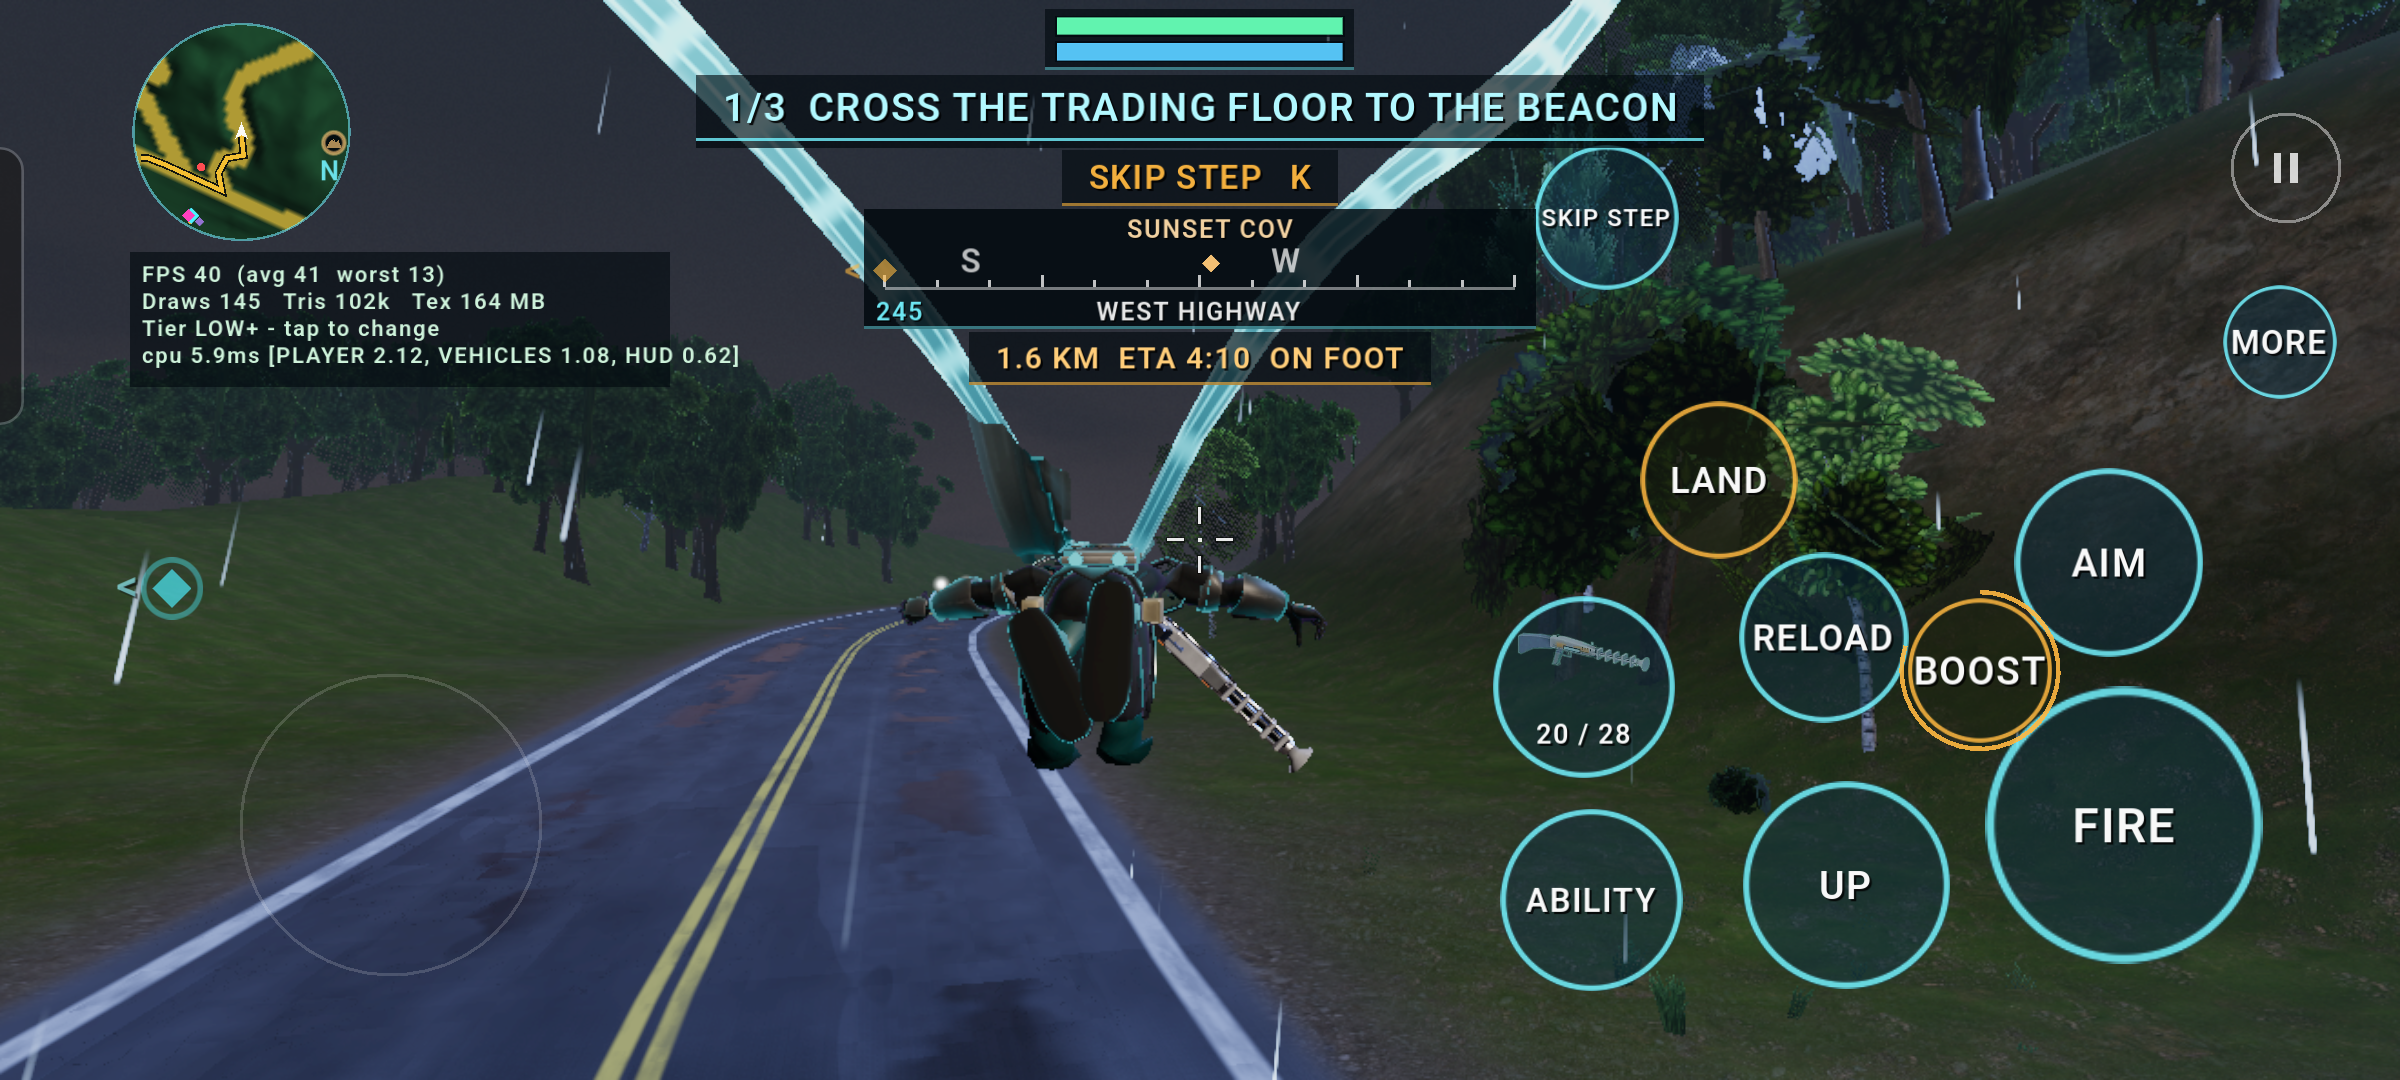 1/3 CROSS THE TRADING FLOOR TO THE BEACON
SKIP STEP K
SKIP STEP
SUNSET COV
S W
245 WEST HIGHWAY
1.6 KM ETA 4:10 ON FOOT
N
FPS 40 (avg 41 worst 13)
Draws 145 Tris 102k Tex 164 MB
Tier LOW+ - tap to change
cpu 5.9ms [PLAYER 2.12, VEHICLES 1.08, HUD 0.62]
MORE
LAND
AIM
RELOAD
BOOST
20 / 28
FIRE
UP
ABILITY